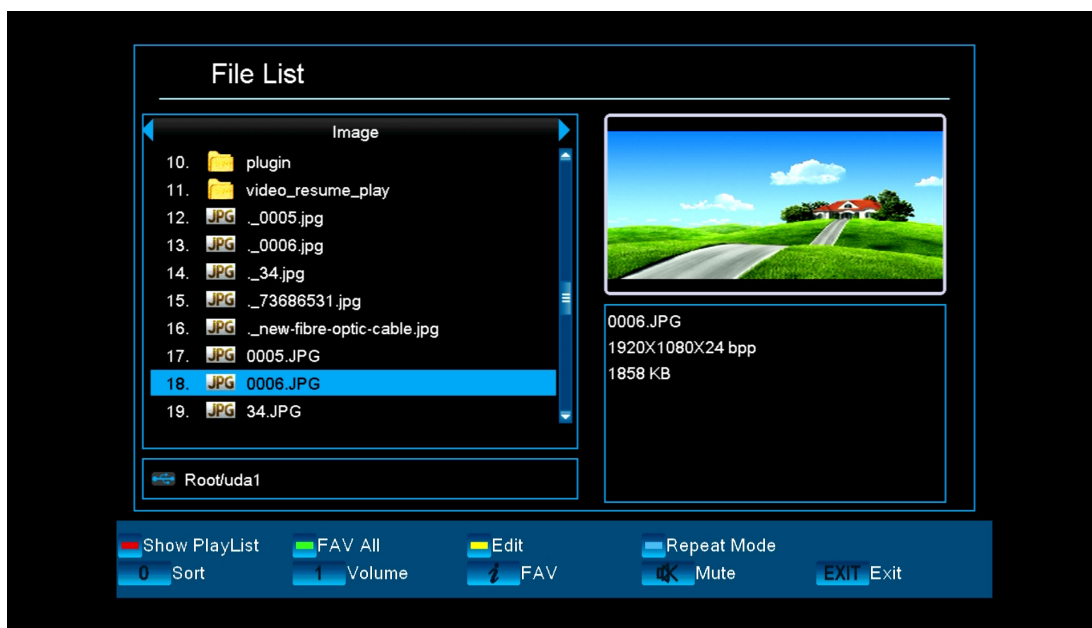 File List
Image
10. plugin
11. video_resume_play
12. JPG ._0005.jpg
13. JPG ._0006.jpg
14. JPG ._34.jpg
15. JPG ._73686531.jpg
16. JPG ._new-fibre-optic-cable.jpg
17. JPG 0005.JPG
18. JPG 0006.JPG
19. JPG 34.JPG
Root/uda1
0006.JPG
1920X1080X24 bpp
1858 KB
Show PlayList FAV All Edit Repeat Mode
0 Sort 1 Volume i FAV Mute EXIT Exit